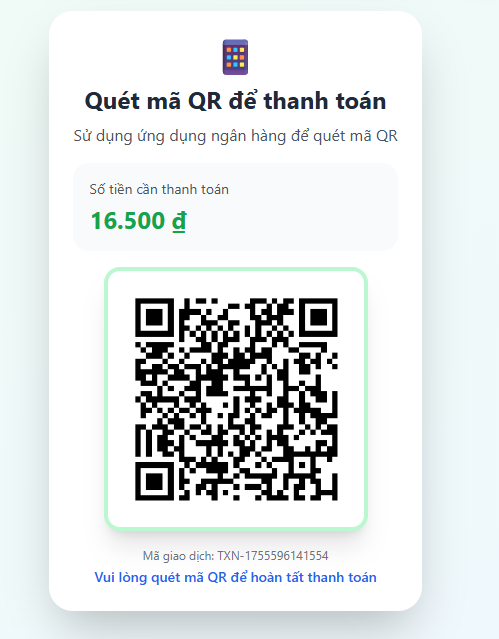 Quét mã QR để thanh toán
Sử dụng ứng dụng ngân hàng để quét mã QR
Số tiền cần thanh toán
16.500 ₫
Mã giao dịch: TXN-1755596141554
Vui lòng quét mã QR để hoàn tất thanh toán